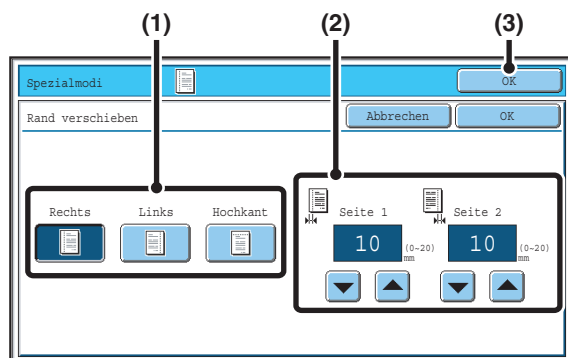 (1) (2) (3)
Spezialmodi OK
Rand verschieben Abbrechen OK
Rechts Links Hochkant
Seite 1 Seite 2
10 (0~20) 10 (0~20)
mm mm